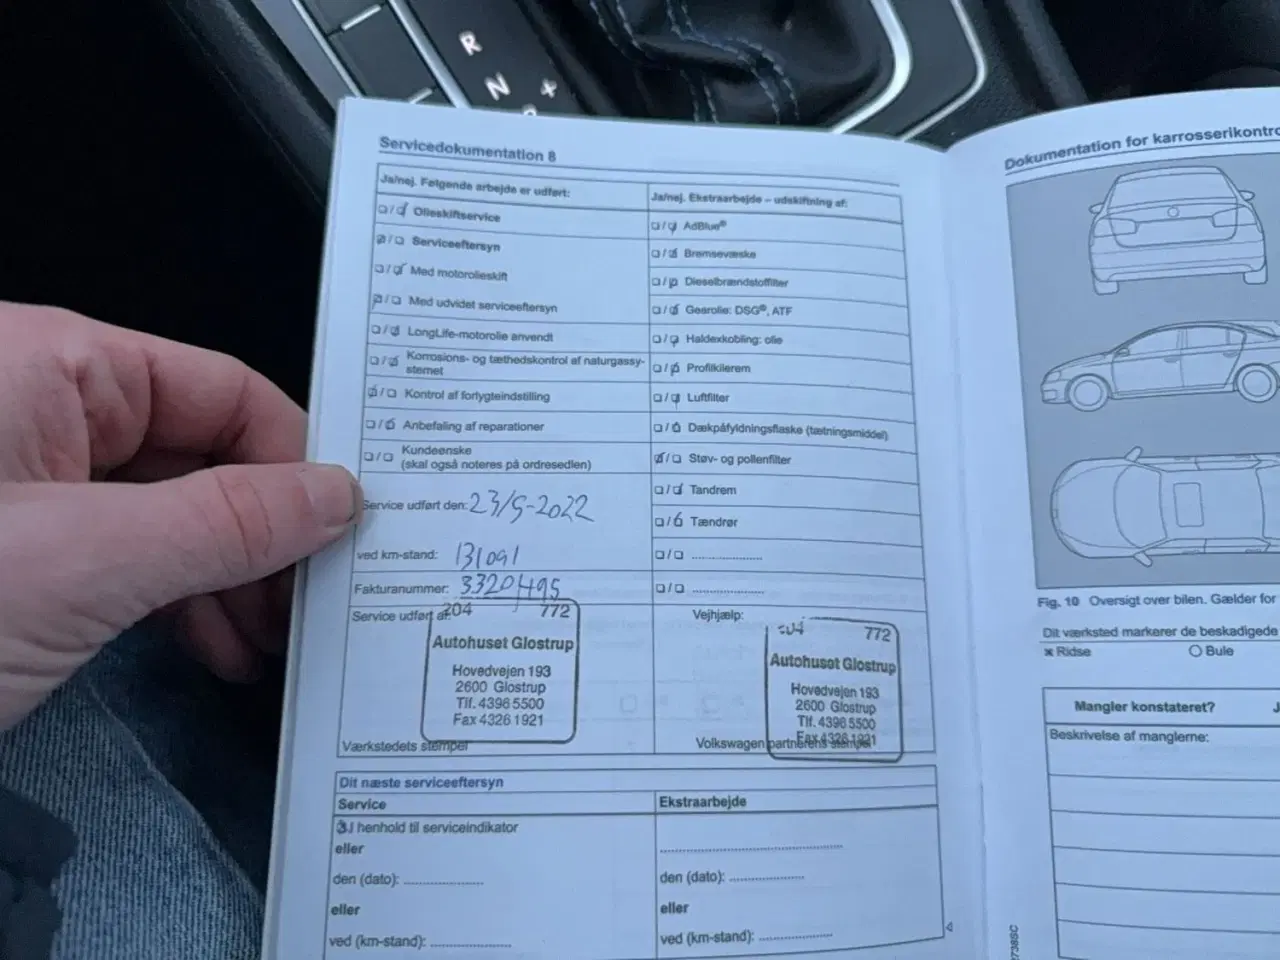 R
N +
Servicedokumentation 8
Ja/nej. Følgende arbejde er udført:
Olieskiftservice
Serviceeftersyn
Med motorolieskift
Med udvidet serviceeftersyn
LongLife-motorolie anvendt
Korrosions- og tæthedskontrol af naturgassy-
stemet
Kontrol af forlygteindstilling
Anbefaling af reparationer
Kundeønske
(skal også noteres på ordresedlen)
Service udført den: 23/5-2022
ved km-stand: 131091
Fakturanummer: 3320495
Service udført af:
204 772
Autohuset Glostrup
Hovedvejen 193
2600 Glostrup
Tlf. 4396 5500
Fax 4326 1921
Værkstedets stempel
Ja/nej. Ekstraarbejde – udskiftning af:
AdBlue®
Bremsevæske
Dieselbrændstoffilter
Gearolie: DSG®, ATF
Haldexkobling: olie
Profilkilerem
Luftfilter
Dækpåfyldningsflaske (tætningsmiddel)
Støv- og pollenfilter
Tandrem
Tændrør
Vejhjælp:
772
Autohuset Glostrup
Hovedvejen 193
2600 Glostrup
Tlf. 4396 5500
Fax 4326 1921
Volkswagen partnerens stempel
Dit næste serviceeftersyn
Service
I henhold til serviceindikator
eller
den (dato):
eller
ved (km-stand):
Ekstraarbejde
den (dato):
eller
ved (km-stand):
Dokumentation for karrosserikontro
Fig. 10 Oversigt over bilen. Gælder for
Dit værksted markerer de beskadigede
Ridse Bule
Mangler konstateret? J
Beskrivelse af manglerne: